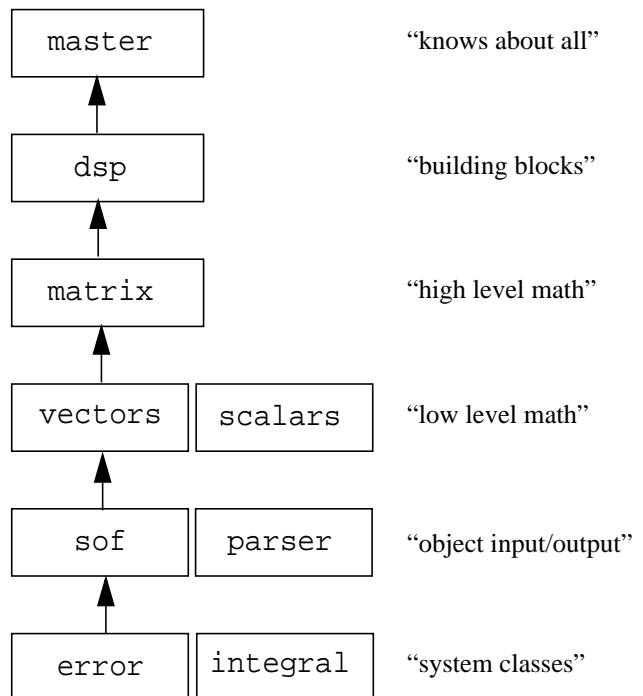 master “knows about all”
dsp “building blocks”
matrix “high level math”
vectors scalars “low level math”
sof parser “object input/output”
error integral “system classes”